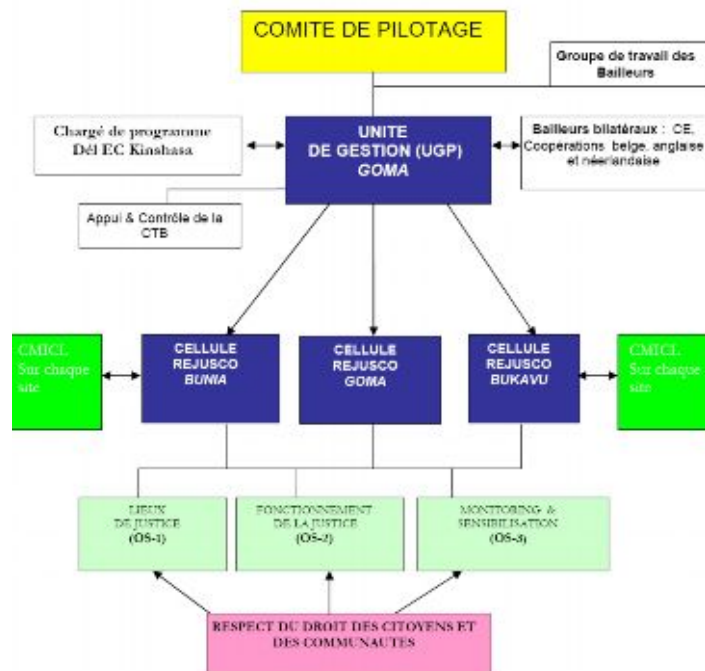 COMITE DE PILOTAGE
Groupe de travail des
Bailleurs
Chargé de programme
Dél EC Kinshasa
UNITE
DE GESTION (UGP)
GOMA
Bailleurs bilatéraux : CE,
Coopérations belge, anglaise
et néerlandaise
Appui & Contrôle de la
CTB
CMICL
Sur chaque
site
CELLULE
REJUSCO
BUNIA
CELLULE
REJUSCO
GOMA
CELLULE
REJUSCO
BUKAVU
CMICL
Sur chaque
site
LIEUX
DE JUSTICE
(OS-1)
FONCTIONNEMENT
DE LA JUSTICE
(OS-2)
MONITORING &
SENSIBILISATION
(OS-3)
RESPECT DU DROIT DES CITOYENS ET
DES COMMUNAUTES